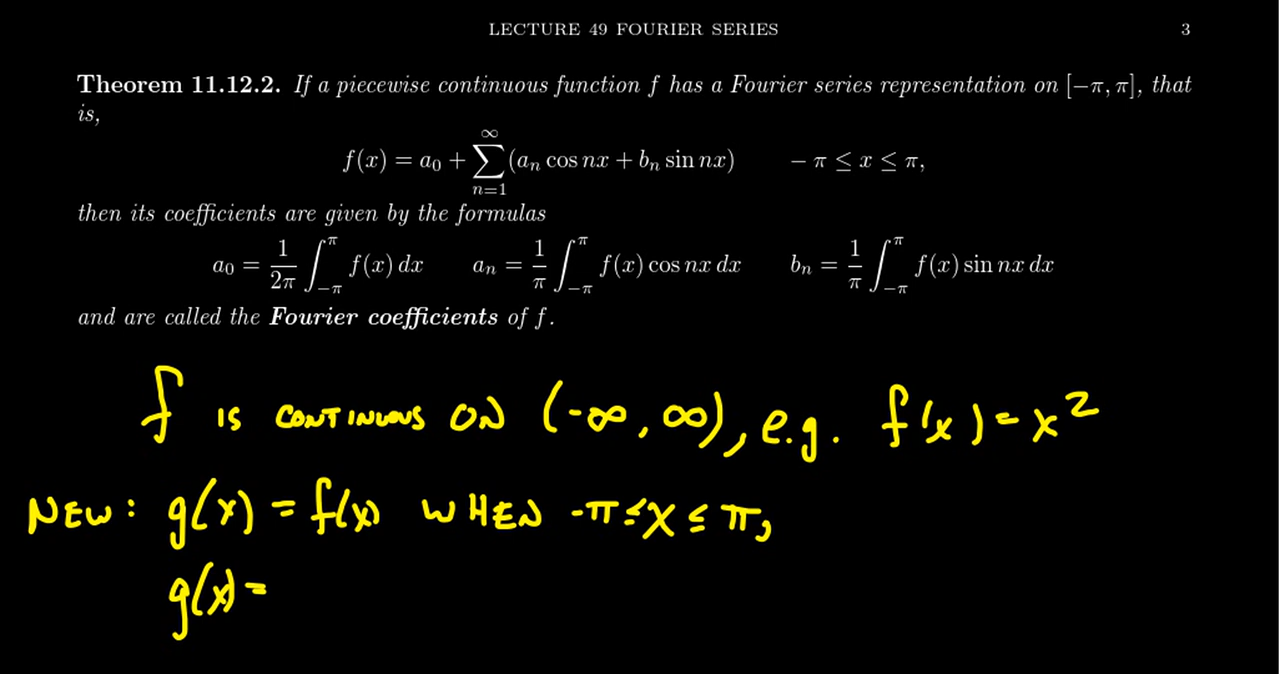 LECTURE 49 FOURIER SERIES 3
Theorem 11.12.2. If a piecewise continuous function f has a Fourier series representation on [−π, π], that
is,
f(x) = a₀ + ∑_{n=1}^{∞} (aₙ cos nx + bₙ sin nx)   − π ≤ x ≤ π,
then its coefficients are given by the formulas
a₀ = \frac{1}{2π} ∫_{−π}^{π} f(x) dx   aₙ = \frac{1}{π} ∫_{−π}^{π} f(x) cos nx dx   bₙ = \frac{1}{π} ∫_{−π}^{π} f(x) sin nx dx
and are called the Fourier coefficients of f.
f IS CONTINUOUS ON (-∞, ∞), e.g. f(x) = x²
NEW: g(x) = f(x) WHEN -π ≤ x ≤ π,
g(x) =